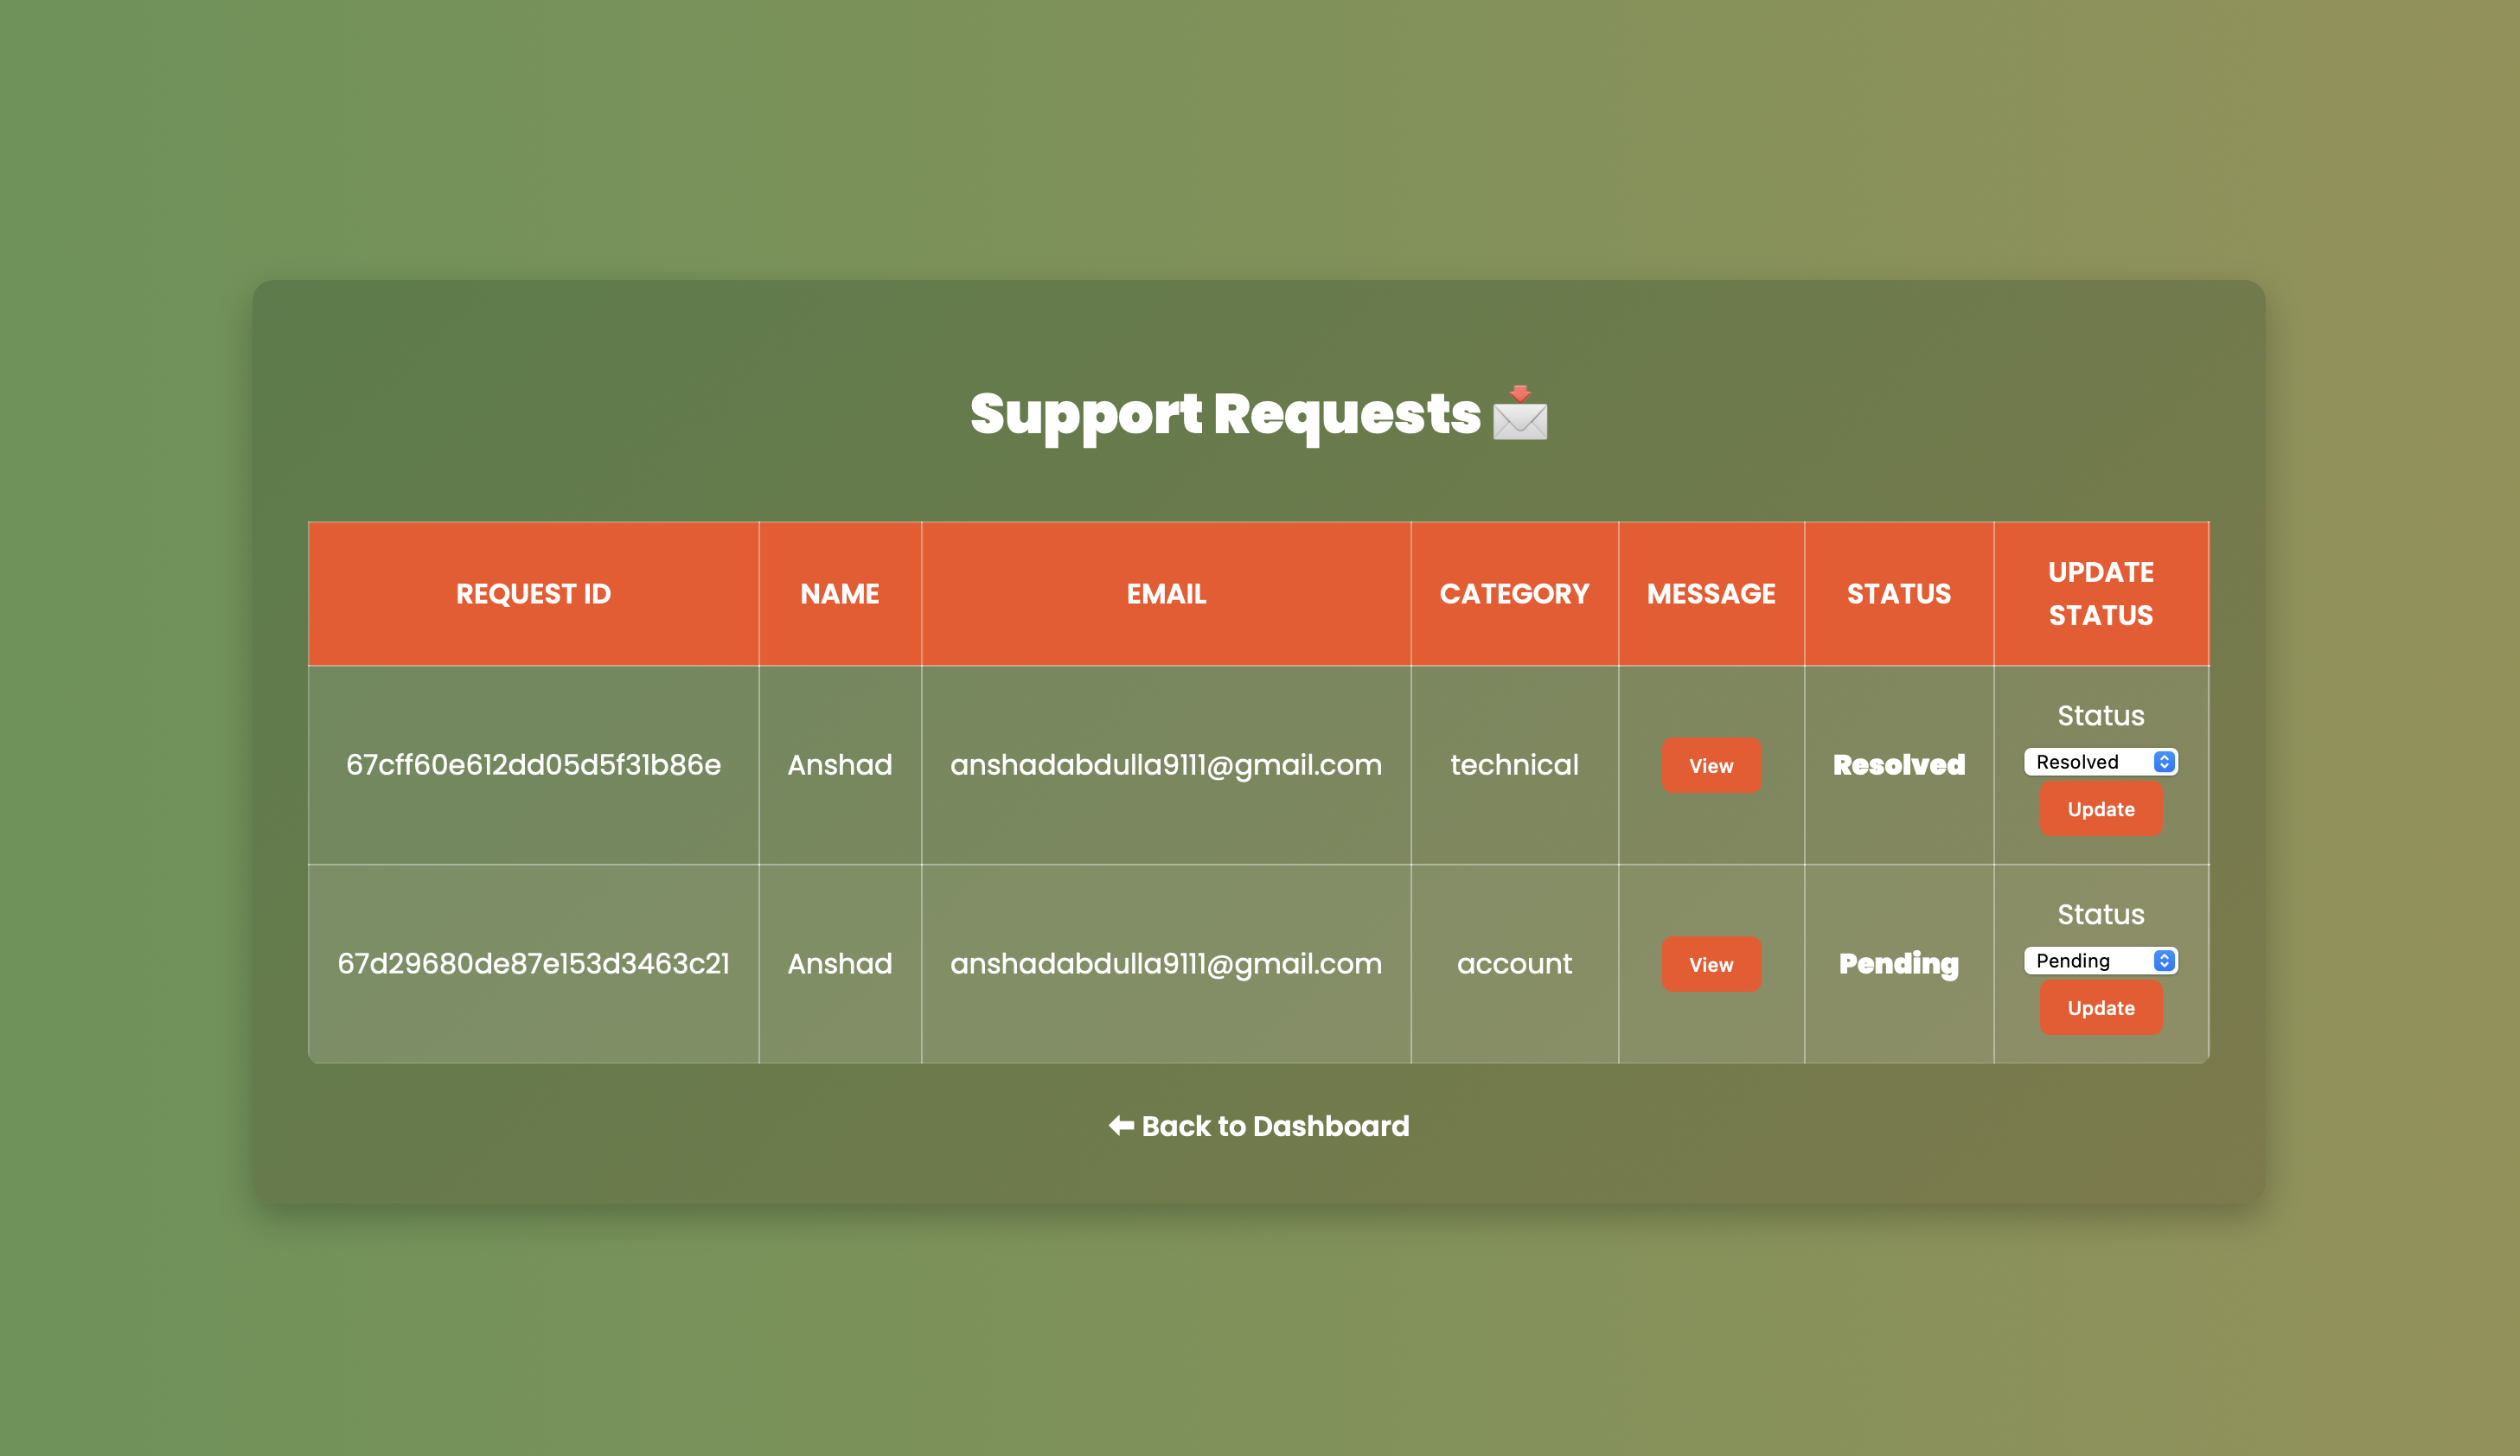 Support Requests
REQUEST ID NAME EMAIL CATEGORY MESSAGE STATUS UPDATE STATUS
67cff60e612dd05d5f31b86e Anshad anshadabdulla9111@gmail.com technical View Resolved Status
Resolved
Update
67d29680de87e153d3463c21 Anshad anshadabdulla9111@gmail.com account View Pending Status
Pending
Update
⬅ Back to Dashboard